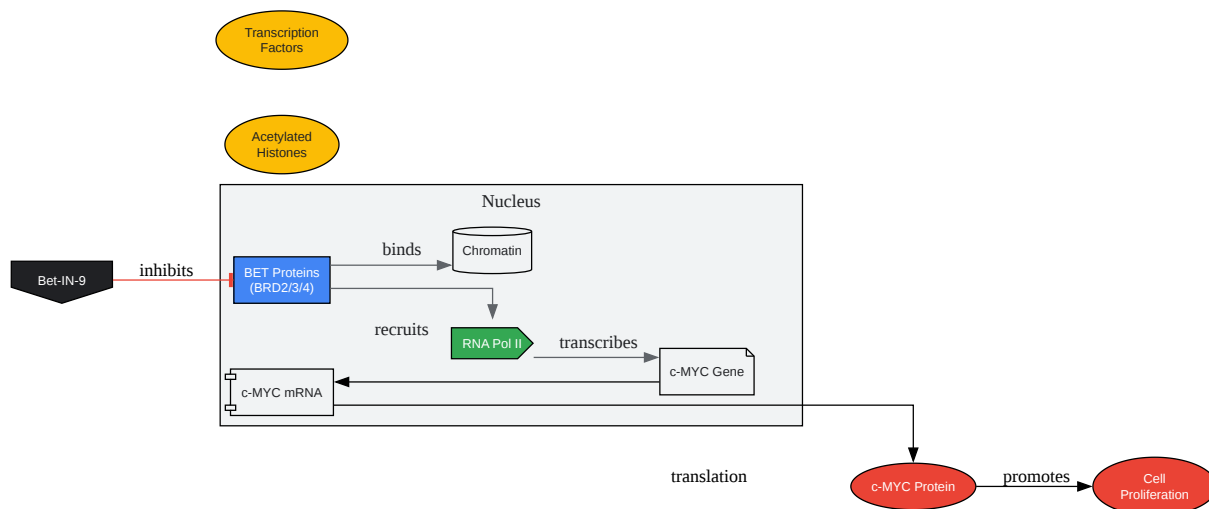 Transcription
Factors
Acetylated
Histones
Nucleus
binds
Chromatin
Bet-IN-9
inhibits
BET Proteins
(BRD2/3/4)
recruits
RNA Pol II
transcribes
c-MYC Gene
c-MYC mRNA
translation
c-MYC Protein
promotes
Cell
Proliferation